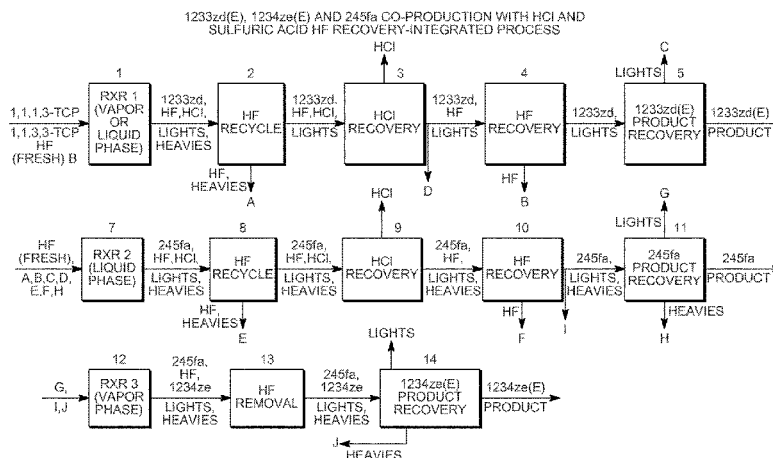 1233zd(E), 1234ze(E) AND 245fa CO-PRODUCTION WITH HCl AND
SULFURIC ACID HF RECOVERY-INTEGRATED PROCESS
1,1,1,3-TCP
1,1,3,3-TCP
HF
(FRESH) B
1
RXR 1
(VAPOR
OR
LIQUID
PHASE)
1233zd,
HF,HCl,
LIGHTS,
HEAVIES
2
HF
RECYCLE
HF,
HEAVIES
A
1233zd,
HF,HCl,
LIGHTS
HCl
3
HCl
RECOVERY
D
1233zd,
HF
LIGHTS
4
HF
RECOVERY
HF
B
1233zd,
LIGHTS
C
LIGHTS
5
1233zd(E)
PRODUCT
RECOVERY
1233zd(E)
PRODUCT
HF
(FRESH),
A,B,C,D,
E,F,H
7
RXR 2
(LIQUID
PHASE)
245fa,
HF,HCl,
LIGHTS,
HEAVIES
8
HF
RECYCLE
HF,
HEAVIES
E
245fa,
HF,HCl,
LIGHTS,
HEAVIES
HCl
9
HCl
RECOVERY
245fa,
HF,
LIGHTS,
HEAVIES
10
HF
RECOVERY
HF
F
I
245fa,
LIGHTS,
HEAVIES
G
LIGHTS
11
245fa
PRODUCT
RECOVERY
HEAVIES
H
245fa
PRODUCT
G,
I,J
12
RXR 3
(VAPOR
PHASE)
245fa,
HF,
1234ze
LIGHTS,
HEAVIES
13
HF
REMOVAL
245fa,
1234ze
LIGHTS,
HEAVIES
LIGHTS
14
1234ze(E)
PRODUCT
RECOVERY
J
HEAVIES
1234ze(E)
PRODUCT